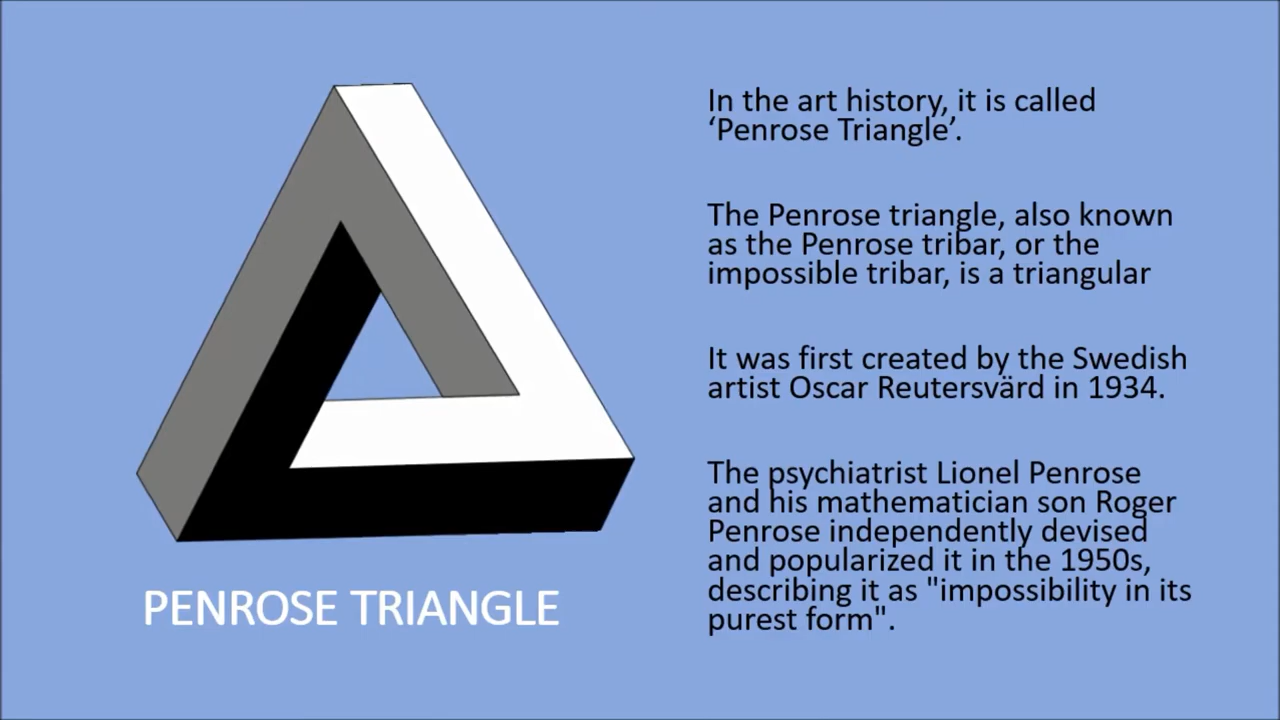 In the art history, it is called
‘Penrose Triangle’.
The Penrose triangle, also known
as the Penrose tribar, or the
impossible tribar, is a triangular
It was first created by the Swedish
artist Oscar Reutersvärd in 1934.
The psychiatrist Lionel Penrose
and his mathematician son Roger
Penrose independently devised
and popularized it in the 1950s,
describing it as "impossibility in its
purest form".
PENROSE TRIANGLE